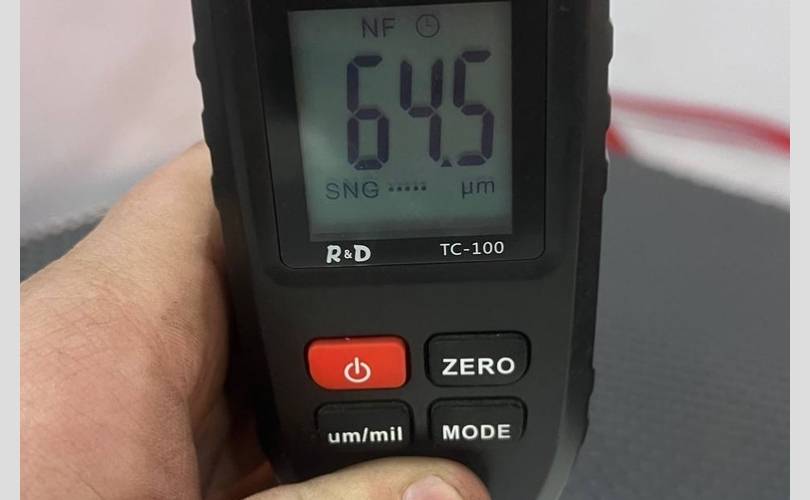 NF
64.5
SNG µm
R&D TC-100
ZERO
um/mil MODE